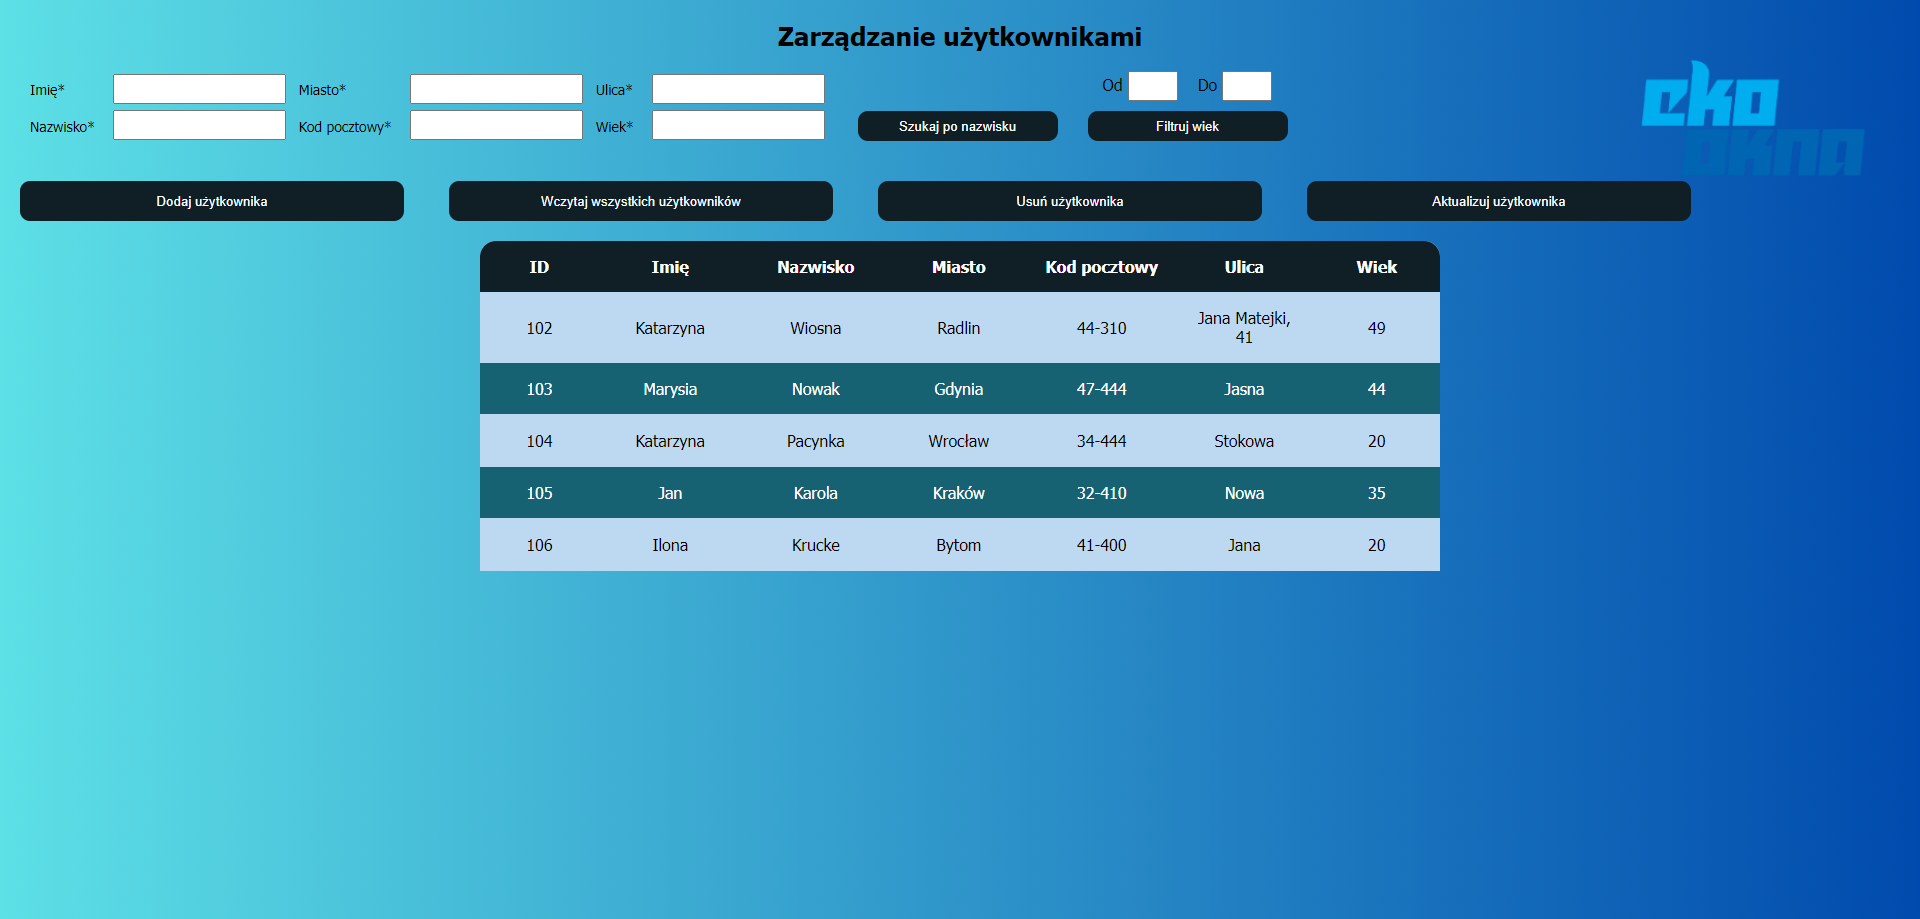 Zarządzanie użytkownikami
Imię*
Miasto*
Ulica*
Od
Do
Nazwisko*
Kod pocztowy*
Wiek*
Szukaj po nazwisku
Filtruj wiek
eko
okna
Dodaj użytkownika
Wczytaj wszystkich użytkowników
Usuń użytkownika
Aktualizuj użytkownika
ID Imię Nazwisko Miasto Kod pocztowy Ulica Wiek
102 Katarzyna Wiosna Radlin 44-310 Jana Matejki, 49
41
103 Marysia Nowak Gdynia 47-444 Jasna 44
104 Katarzyna Pacynka Wrocław 34-444 Stokowa 20
105 Jan Karola Kraków 32-410 Nowa 35
106 Ilona Krucke Bytom 41-400 Jana 20